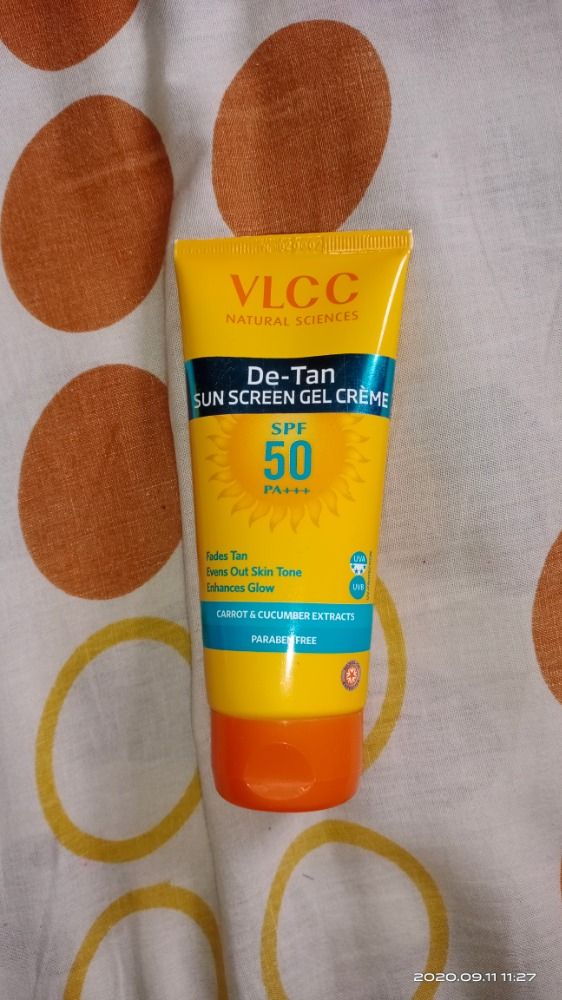 VLCC
NATURAL SCIENCES
De-Tan
SUN SCREEN GEL CRÈME
SPF
50
PA+++
Fades Tan
Evens Out Skin Tone
Enhances Glow
UVA
UVB
CARROT & CUCUMBER EXTRACTS
PARABEN FREE
2020.09.11 11:27